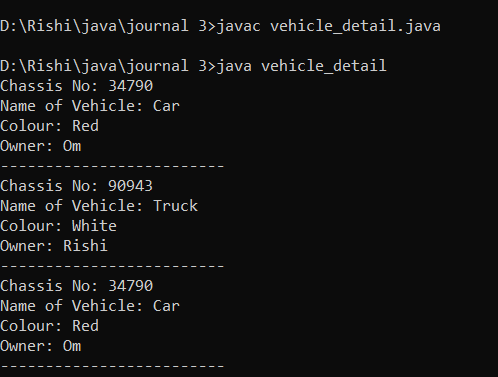 D:\Rishi\java\journal 3>javac vehicle_detail.java
D:\Rishi\java\journal 3>java vehicle_detail
Chassis No: 34790
Name of Vehicle: Car
Colour: Red
Owner: Om
-------------------------
Chassis No: 90943
Name of Vehicle: Truck
Colour: White
Owner: Rishi
-------------------------
Chassis No: 34790
Name of Vehicle: Car
Colour: Red
Owner: Om
-------------------------